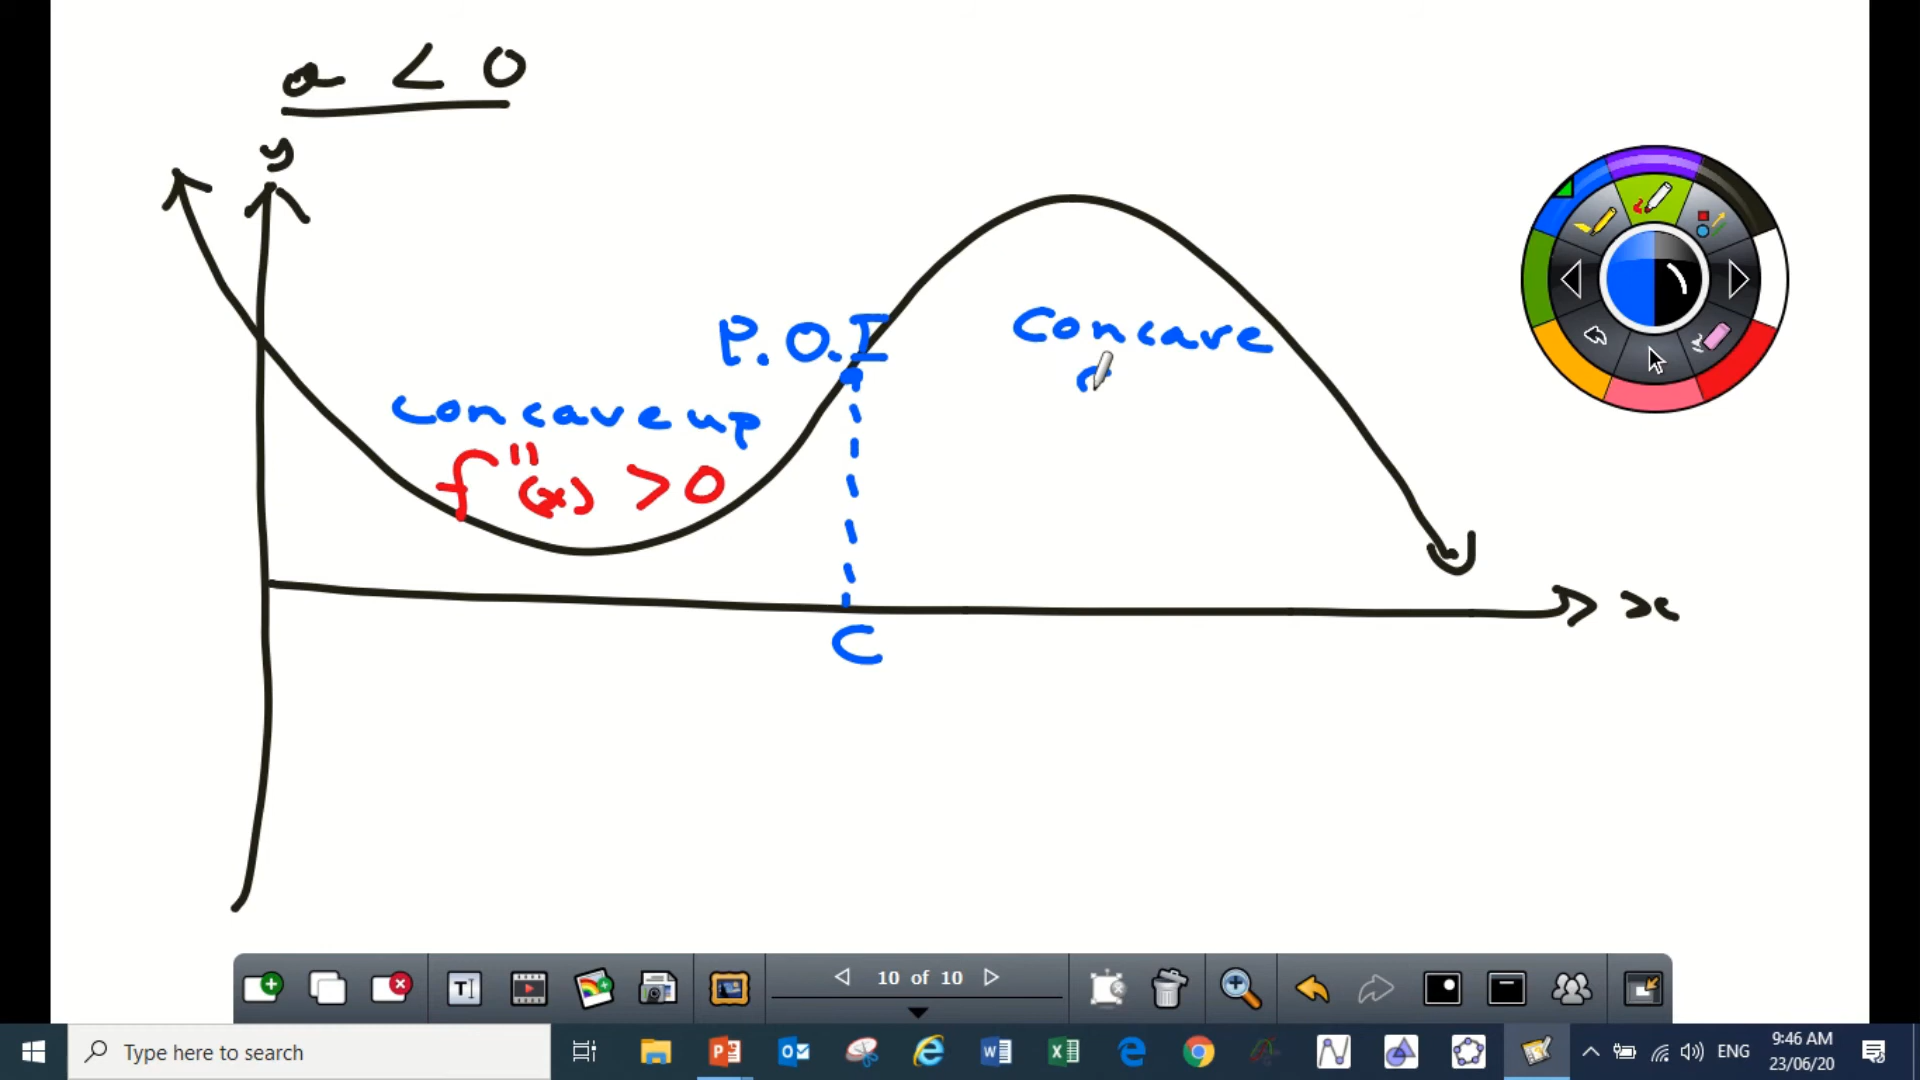 a < 0
y
P.O.I
concave
concave up
f"(x) > 0
x
C
10 of 10
Type here to search
ENG
9:46 AM
23/06/20